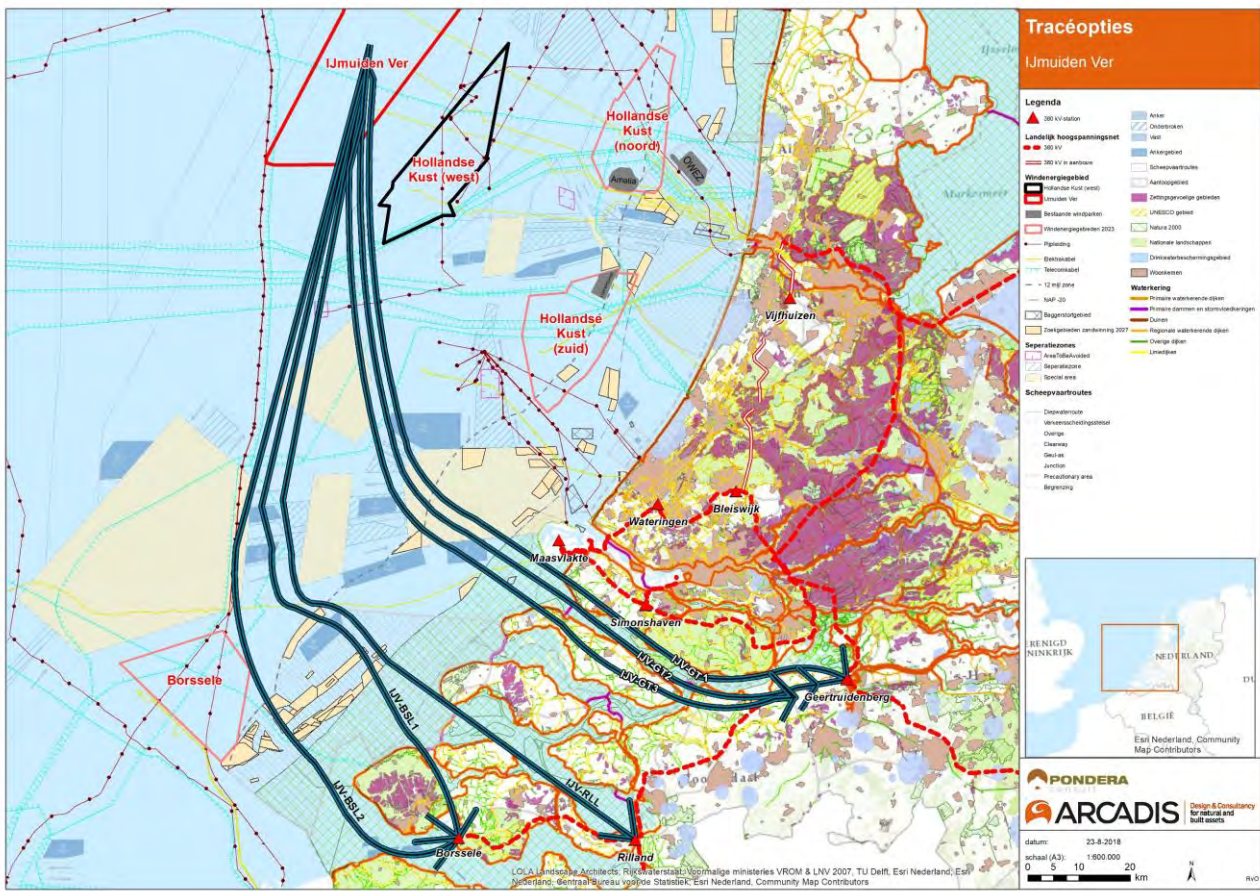 Tracéopties
IJmuiden Ver
Legenda
380 kV-station
Landelijk hoogspanningsnet
380 kV
380 kV in aanbouw
Windenergiegebied
Hollandse Kust (west)
IJmuiden Ver
Bestaande windparken
Windenergiegebieden 2023
Pijpleiding
Elektrakabel
Telecomkabel
12 mijl zone
NAP -20
Baggerstortgebied
Zoekgebieden zandwinning 2027
Seperatiezones
AreaToBeAvoided
Seperatiezone
Special area
Scheepvaartroutes
Diepwaterroute
Verkeersscheidingsstelsel
Overige
Clearway
Geul-as
Junction
Precautionary area
Begrenzing
Anker
Onderbroken
Vast
Ankergebied
Scheepvaartroutes
Aanloopgebied
Zettingsgevoelige gebieden
UNESCO gebied
Natura 2000
Nationale landschappen
Drinkwaterbeschermingsgebied
Woonkernen
Waterkering
Primaire waterkerende dijken
Primaire dammen en stormvloedkeringen
Duinen
Regionale waterkerende dijken
Overige dijken
Limiedijken
IJmuiden Ver
Hollandse
Kust (west)
Hollandse
Kust
(noord)
Amalia
OWEZ
Hollandse
Kust
(zuid)
Borssele
Markermeer
Vijfhuizen
Bleiswijk
Wateringen
Maasvlakte
Simonshaven
Geertruidenberg
IJV-GT1
IJV-GT2
IJV-GT3
IJV-BSL1
IJV-BSL2
IJV-RLL
Borssele
Rilland
LOLA Landscape Architects, Rijkswaterstaat, Voormalige ministeries VROM & LNV 2007, TU Delft, Esri Nederland, Esri
Nederland, Centraal Bureau voor de Statistiek, Esri Nederland, Community Map Contributors
NEDERLAND
BELGIË
Esri Nederland, Community
Map Contributors
PONDERA
ARCADIS
Design & Consultancy
for natural and
built assets
datum: 23-8-2018
schaal (A3): 1:600.000
0 5 10 20
km
N